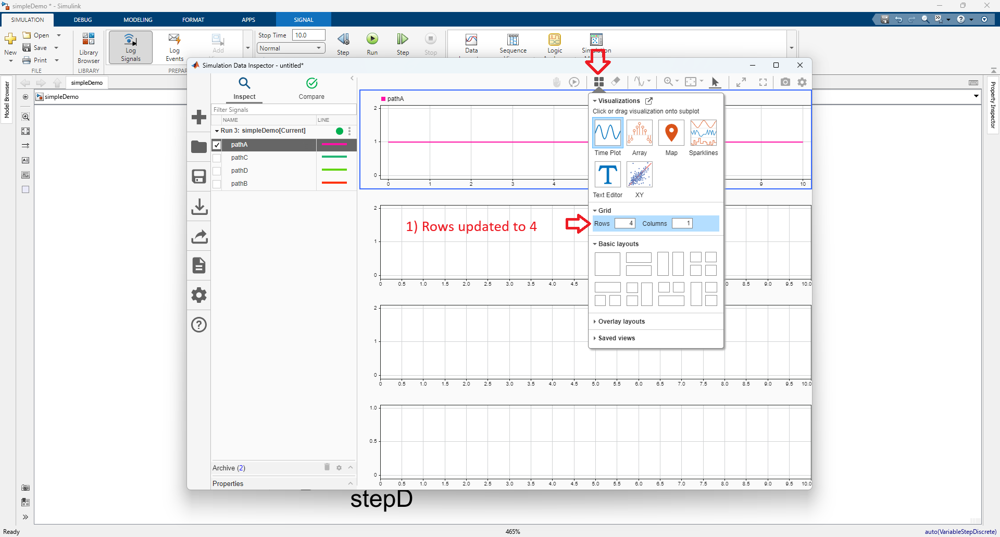 simpleDemo * - Simulink
SIMULATION DEBUG MODELING FORMAT APPS SIGNAL
New
Open
Save
Print
FILE
Library
Browser
LIBRARY
Log
Signals
Log
Events
Add
PREPAR
Stop Time 10.0
Normal
Step
Run
Step
Stop
Data
Sequence
Logic
Simulation
Simulation Data Inspector - untitled*
Model Browser
simpleDemo
simpleDemo
Property Inspector
Inspect Compare
Filter Signals
NAME LINE
Run 3: simpleDemo[Current]
pathA
pathC
pathD
pathB
Archive (2)
Properties
pathA
2
1
0
0 1 2 3 4 9 10
2
1) Rows updated to 4
1
0
0 0.5 1.0 1.5 2.0 2.5 3.0 3.5 4.0 4.5 0 8.5 9.0 9.5 10.0
2
1
0
0 0.5 1.0 1.5 2.0 2.5 3.0 3.5 4.0 4.5 5.0 5.5 6.0 6.5 7.0 7.5 8.0 8.5 9.0 9.5 10.0
1.0
0.5
0
0 0.5 1.0 1.5 2.0 2.5 3.0 3.5 4.0 4.5 5.0 5.5 6.0 6.5 7.0 7.5 8.0 8.5 9.0 9.5 10.0
Visualizations
Click or drag visualization onto subplot
Time Plot Array Map Sparklines
T
Text Editor XY
Grid
Rows 4 Columns 1
Basic layouts
Overlay layouts
Saved views
stepD
Ready 465% auto(VariableStepDiscrete)